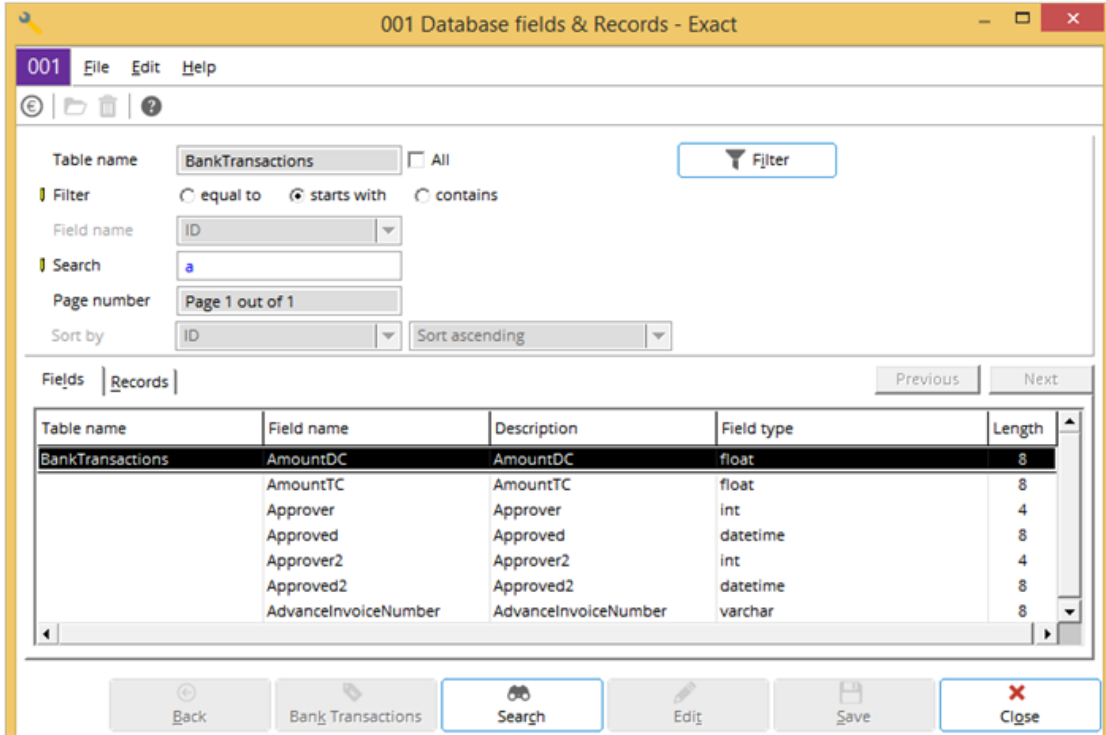 001 Database fields & Records - Exact
001 File Edit Help
Table name BankTransactions All Filter
Filter equal to starts with contains
Field name ID
Search a
Page number Page 1 out of 1
Sort by ID Sort ascending
Fields Records Previous Next
Table name Field name Description Field type Length
BankTransactions AmountDC AmountDC float 8
AmountTC AmountTC float 8
Approver Approver int 4
Approved Approved datetime 8
Approver2 Approver2 int 4
Approved2 Approved2 datetime 8
AdvanceInvoiceNumber AdvanceInvoiceNumber varchar 8
Back Bank Transactions Search Edit Save Close